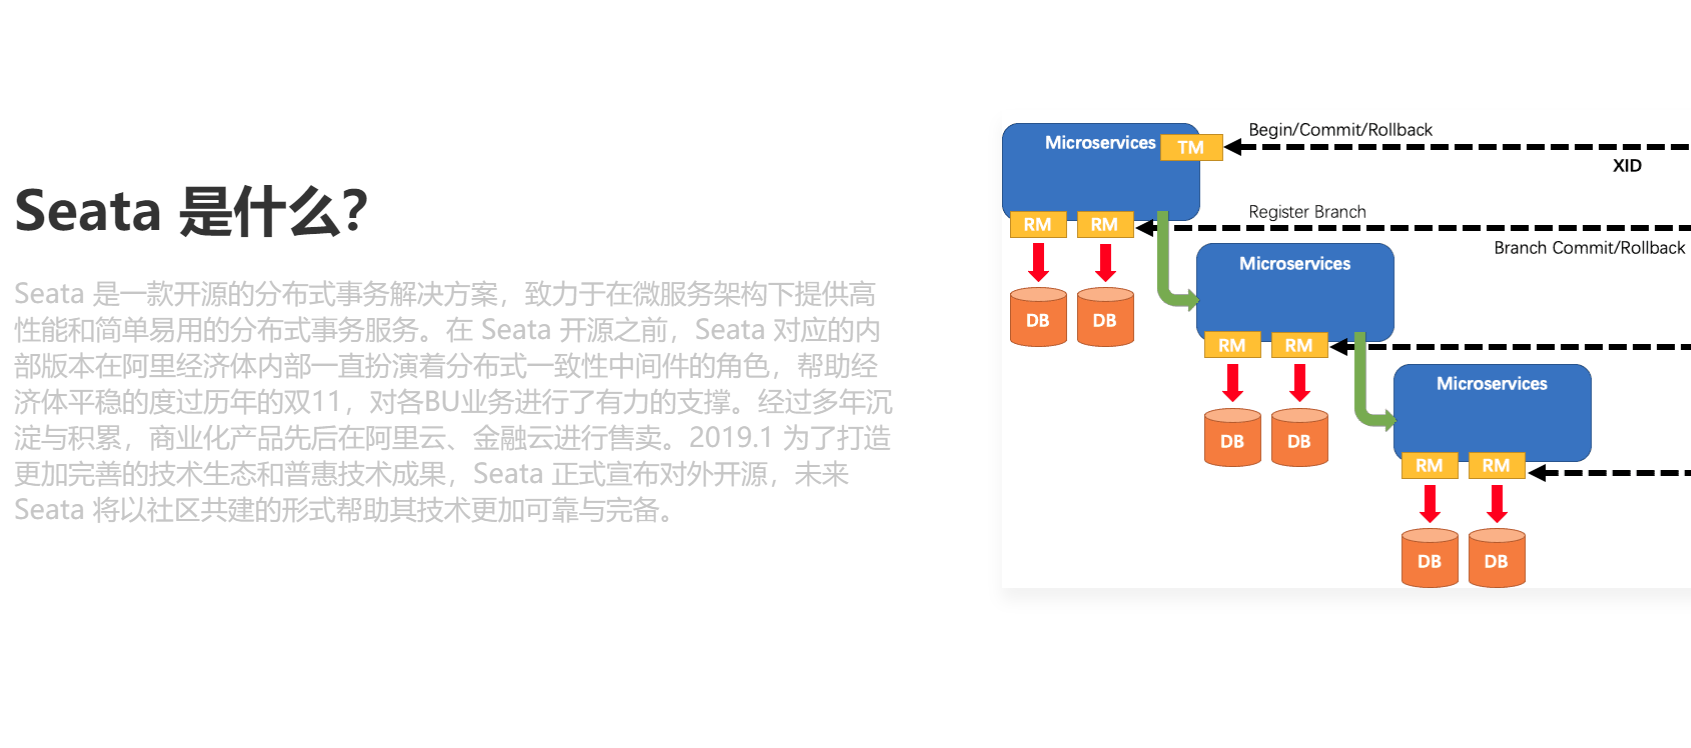 Seata 是什么？
Seata 是一款开源的分布式事务解决方案，致力于在微服务架构下提供高
性能和简单易用的分布式事务服务。在 Seata 开源之前，Seata 对应的内
部版本在阿里经济体内部一直扮演着分布式一致性中间件的角色，帮助经
济体平稳的度过历年的双11，对各BU业务进行了有力的支撑。经过多年沉
淀与积累，商业化产品先后在阿里云、金融云进行售卖。2019.1 为了打造
更加完善的技术生态和普惠技术成果，Seata 正式宣布对外开源，未来
Seata 将以社区共建的形式帮助其技术更加可靠与完备。
Microservices
TM
Begin/Commit/Rollback
XID
RM
RM
Register Branch
Branch Commit/Rollback
DB
DB
Microservices
RM
RM
DB
DB
Microservices
RM
RM
DB
DB